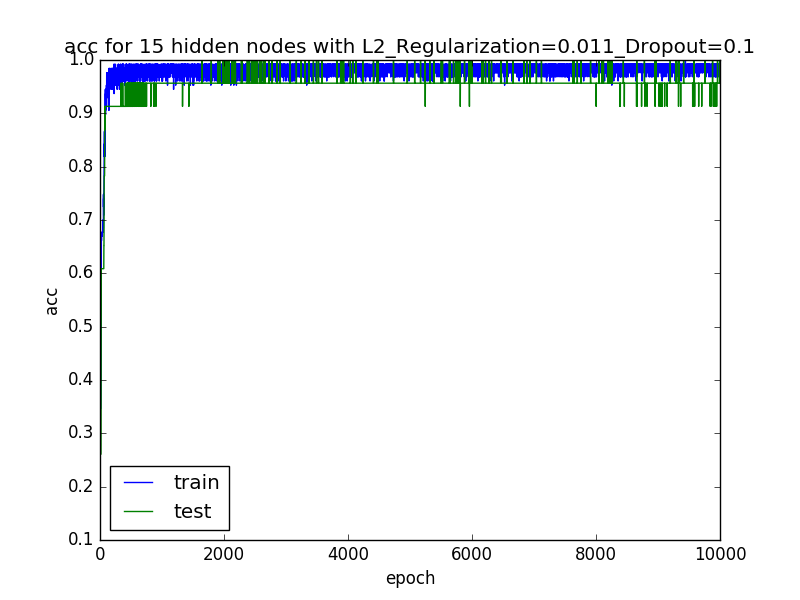 acc for 15 hidden nodes with L2_Regularization=0.011_Dropout=0.1
1.0
0.9
0.8
0.7
0.6
0.5
0.4
0.3
0.2
0.1
acc
train
test
0 2000 4000 6000 8000 10000
epoch